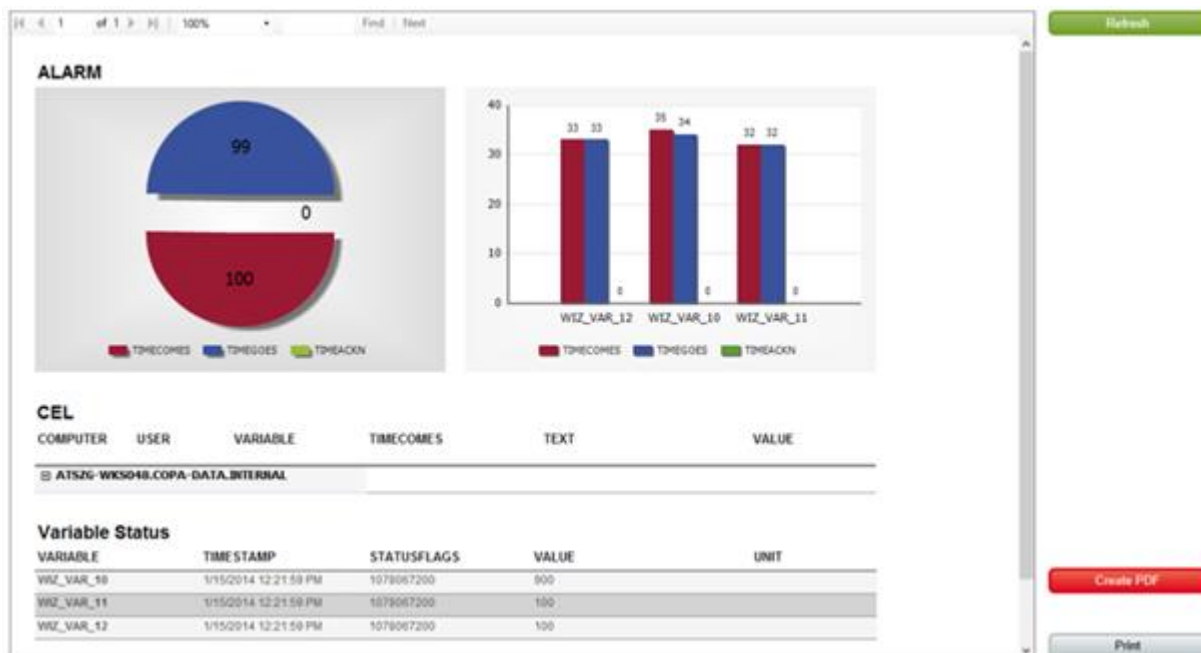 1 of 1 100% Find | Next
Refresh
ALARM
99
0
100
TIMECOMES TIMEGOES TIMEACKN
40
30
20
10
0
33 33 0
35 34 0
32 32 0
WIZ_VAR_12 WIZ_VAR_10 WIZ_VAR_11
TIMECOMES TIMEGOES TIMEACKN
CEL
COMPUTER USER VARIABLE TIMECOMES TEXT VALUE
ATSZG-WKS048.COPA-DATA.INTERNAL
Variable Status
VARIABLE TIMESTAMP STATUSFLAGS VALUE UNIT
WIZ_VAR_10 1/15/2014 12:21:59 PM 1078067200 900
WIZ_VAR_11 1/15/2014 12:21:59 PM 1078067200 100
WIZ_VAR_12 1/15/2014 12:21:59 PM 1078067200 100
Create PDF
Print